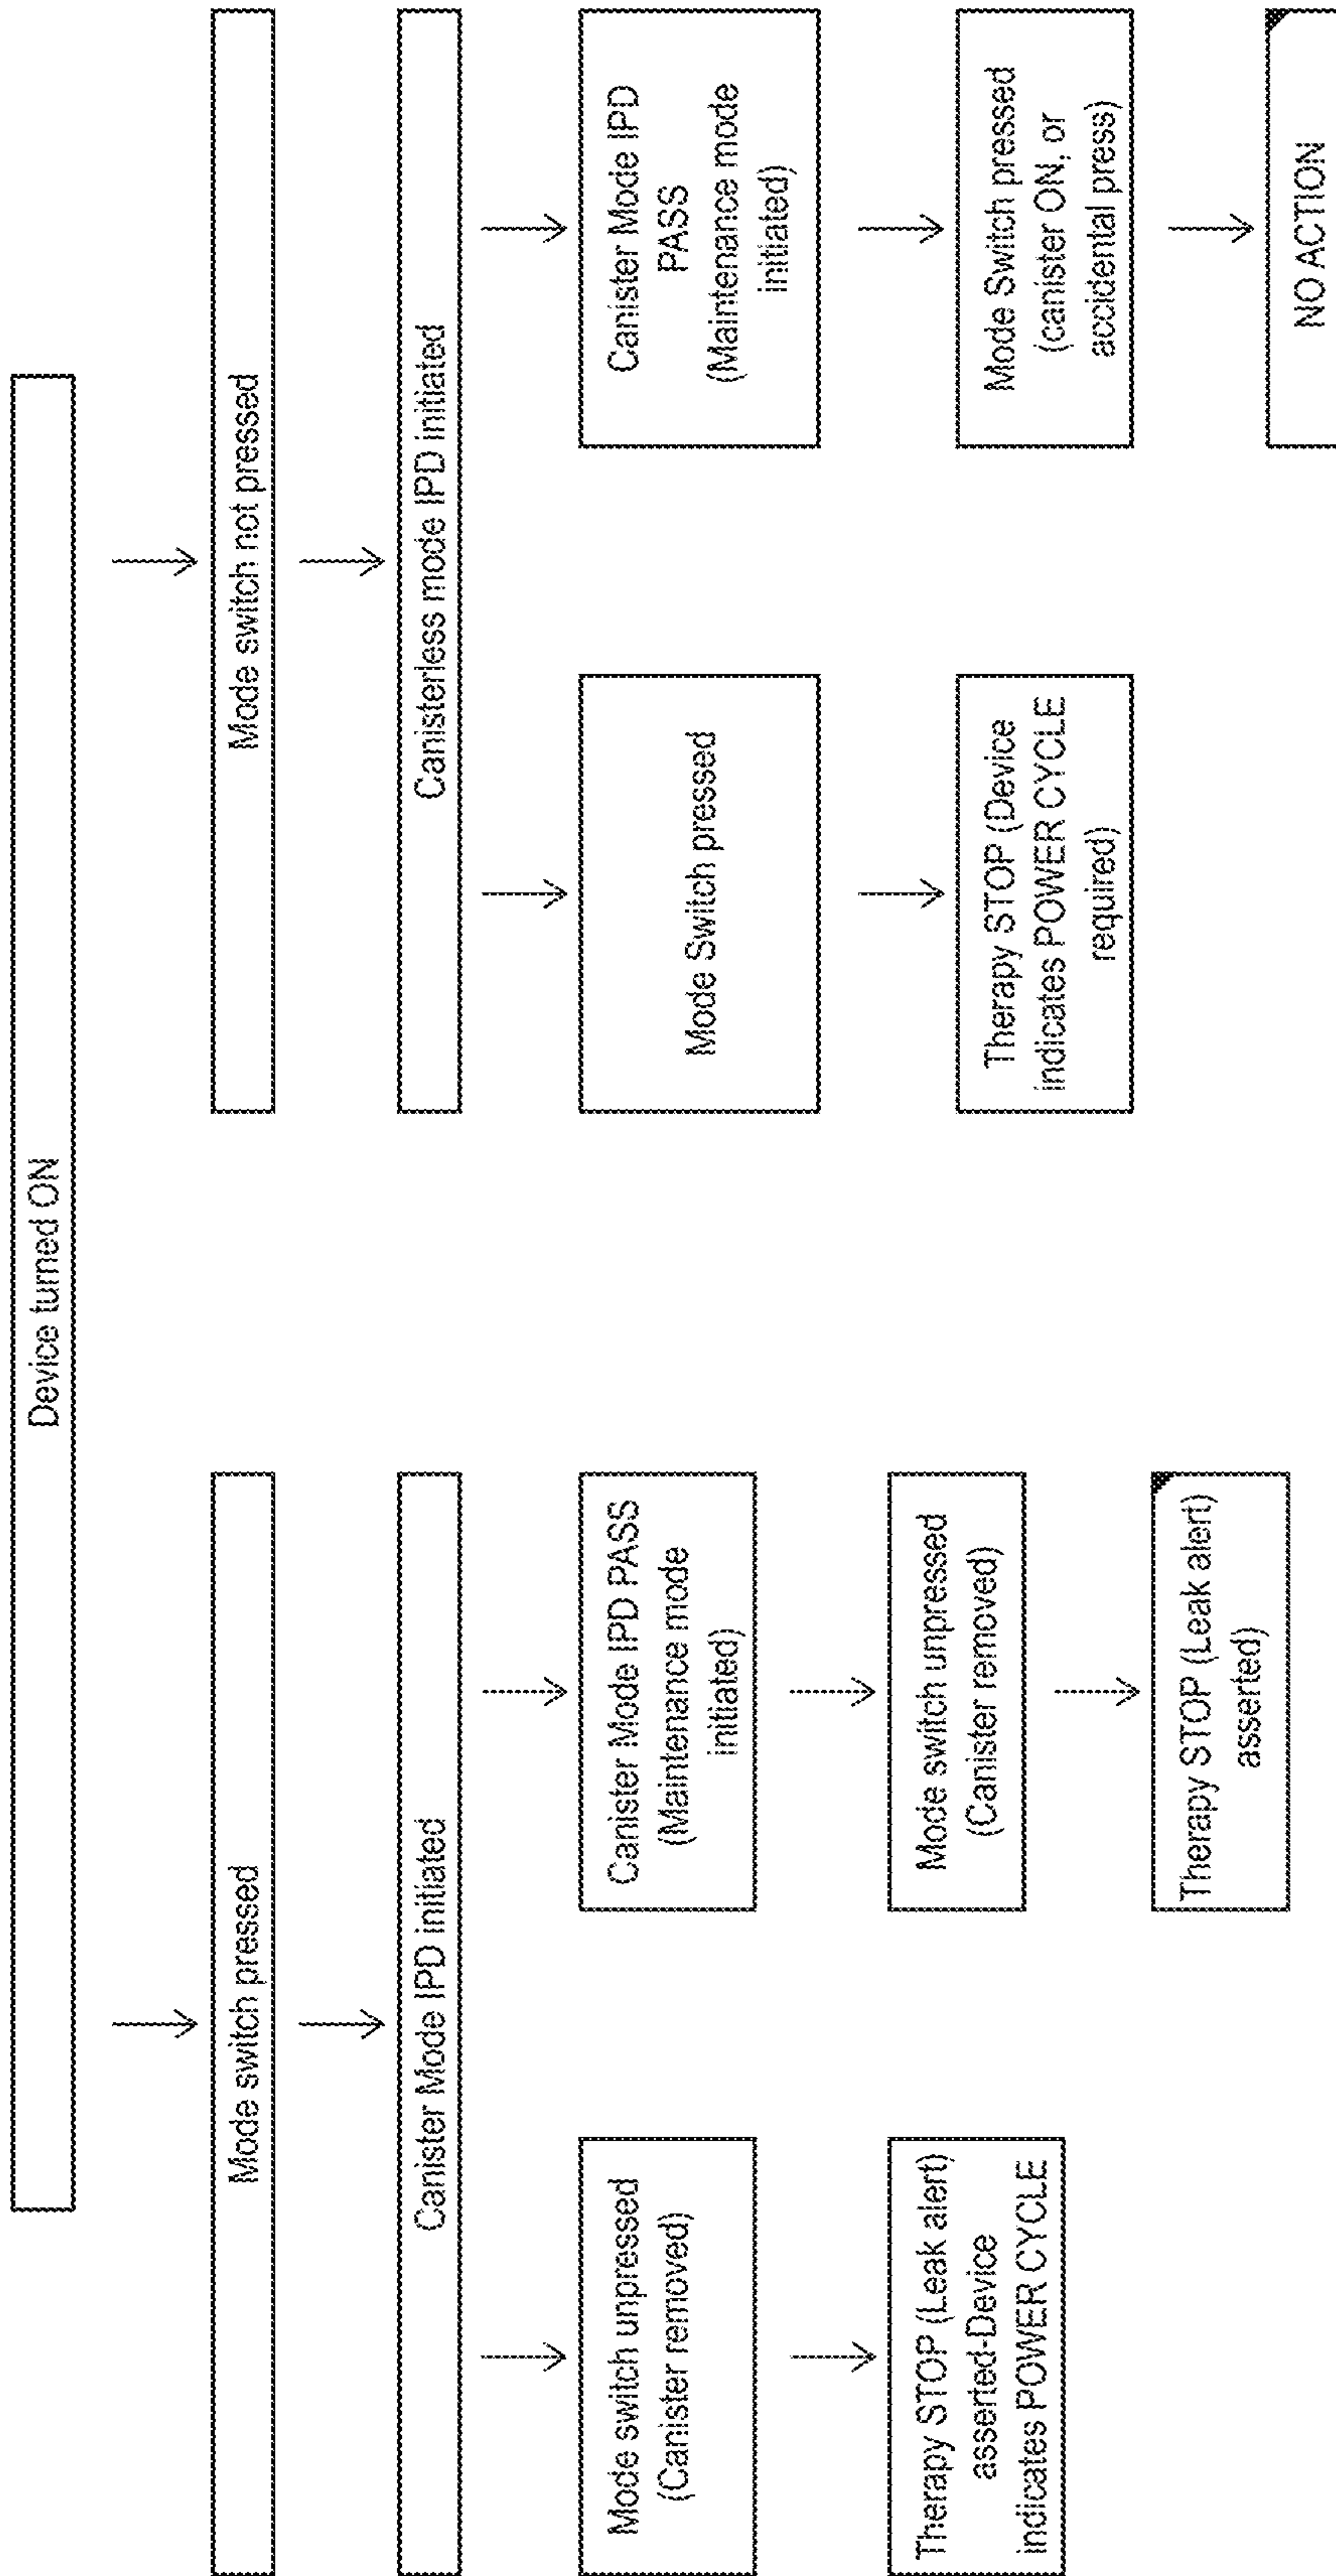 Device turned ON
Mode switch pressed
Mode switch not pressed
Canister Mode IPD initiated
Canisterless mode IPD initiated
Mode switch unpressed
(Canister removed)
Canister Mode IPD PASS
(Maintenance mode
initiated)
Mode Switch pressed
Canister Mode IPD
PASS
(Maintenance mode
initiated)
Therapy STOP (Leak alert)
asserted-Device
indicates POWER CYCLE
Mode switch unpressed
(Canister removed)
Therapy STOP (Device
indicates POWER CYCLE
required)
Mode Switch pressed
(canister ON, or
accidental press)
Therapy STOP (Leak alert)
asserted)
NO ACTION